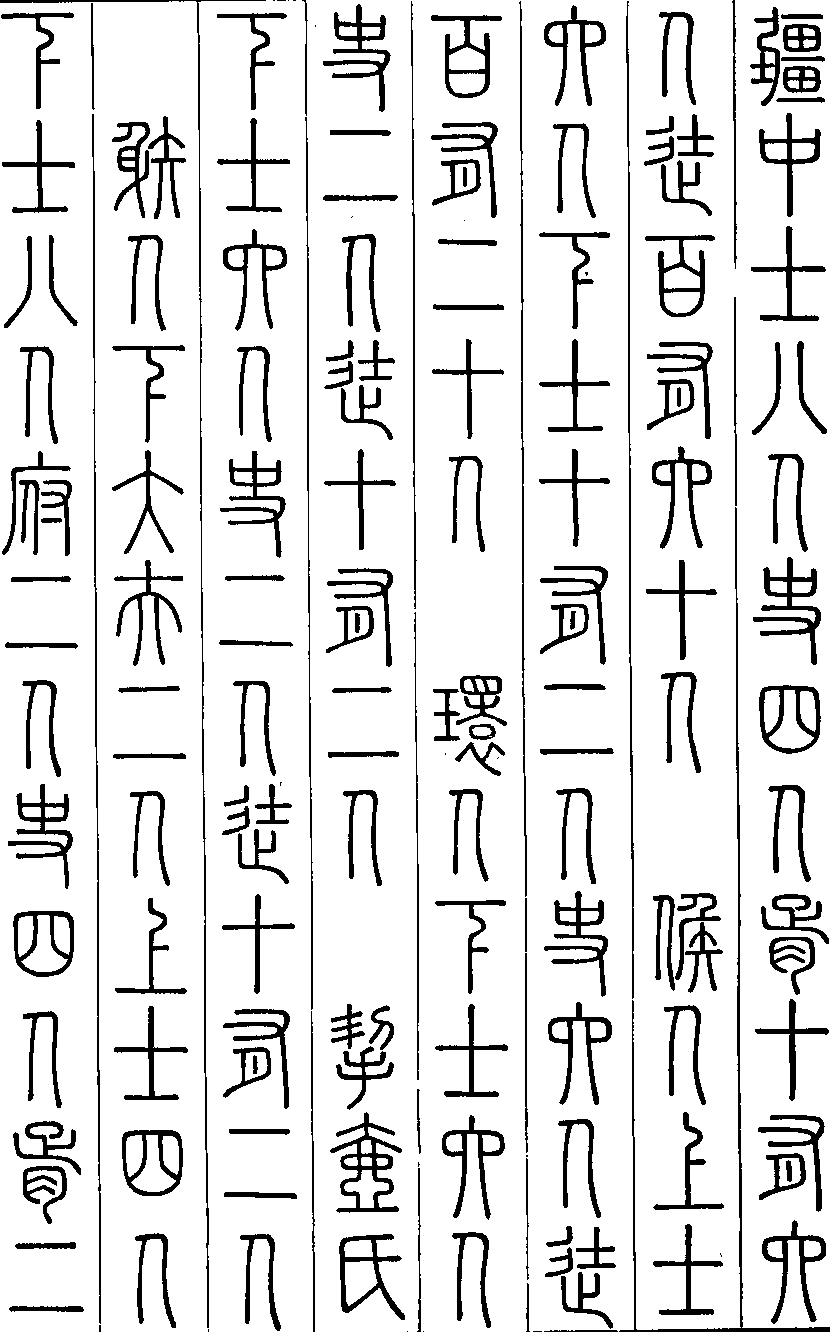 疆中士八人史四人胥十有六
人徒百有六十人　候人上士
六人下士十有二人史六人徒
百有二十人　環人下士六人
史二人徒十有二人　挈壺氏
下士六人史二人徒十有二人
射人下大夫二人上士四人
下士八人府二人史四人胥二